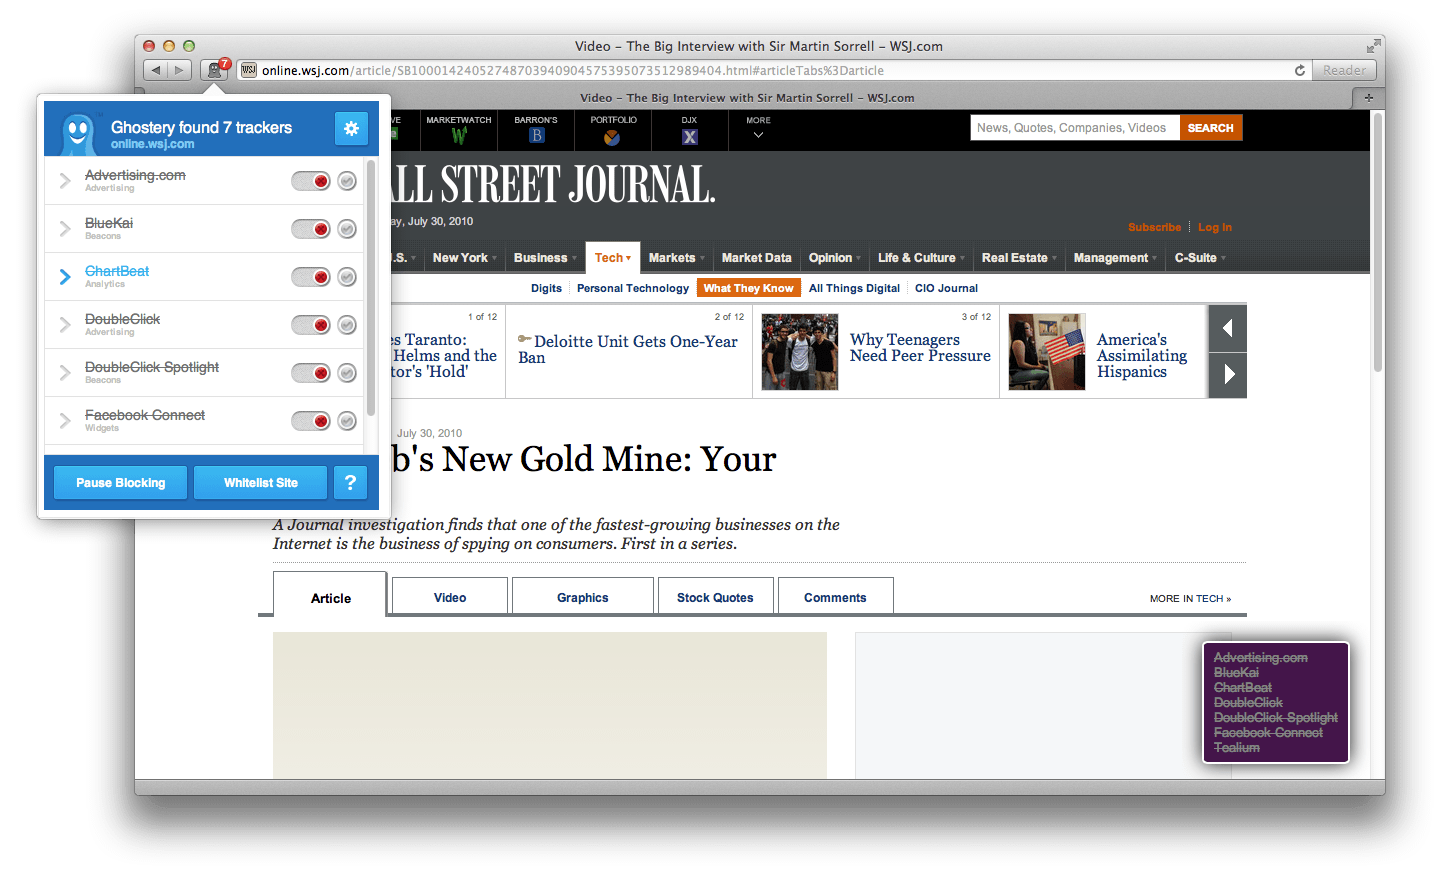 Video – The Big Interview with Sir Martin Sorrell – WSJ.com
7
WSJ
online.wsj.com/article/SB10001424052748703940904575395073512989404.html#articleTabs%3Darticle
Reader
Video – The Big Interview with Sir Martin Sorrell – WSJ.com
Ghostery found 7 trackers
online.wsj.com
Advertising.com
Advertising
BlueKai
Beacons
ChartBeat
Analytics
DoubleClick
Advertising
DoubleClick Spotlight
Beacons
Facebook Connect
Widgets
Pause Blocking Whitelist Site ?
VE MARKETWATCH BARRON'S PORTFOLIO DJX MORE
News, Quotes, Companies, Videos SEARCH
ALL STREET JOURNAL.
ay, July 30, 2010
Subscribe Log In
.S. New York Business Tech Markets Market Data Opinion Life & Culture Real Estate Management C-Suite
Digits Personal Technology What They Know All Things Digital CIO Journal
1 of 12
es Taranto:
Helms and the
tor's 'Hold'
2 of 12
Deloitte Unit Gets One-Year
Ban
3 of 12
Why Teenagers
Need Peer Pressure
America's
Assimilating
Hispanics
July 30, 2010
b's New Gold Mine: Your
A Journal investigation finds that one of the fastest-growing businesses on the
Internet is the business of spying on consumers. First in a series.
Article Video Graphics Stock Quotes Comments MORE IN TECH »
Advertising.com
BlueKai
ChartBeat
DoubleClick
DoubleClick Spotlight
Facebook Connect
Tealium